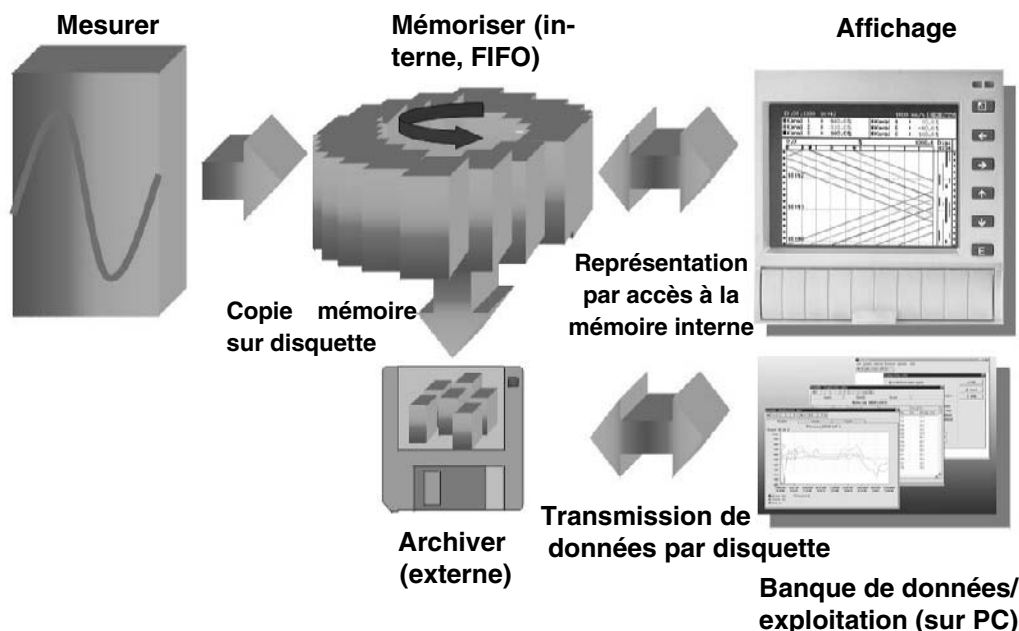 Mesurer
Mémoriser (in-
terne, FIFO)
Affichage
Représentation
par accès à la
mémoire interne
Copie mémoire
sur disquette
Archiver
(externe)
Transmission de
données par disquette
Banque de données/
exploitation (sur PC)
E